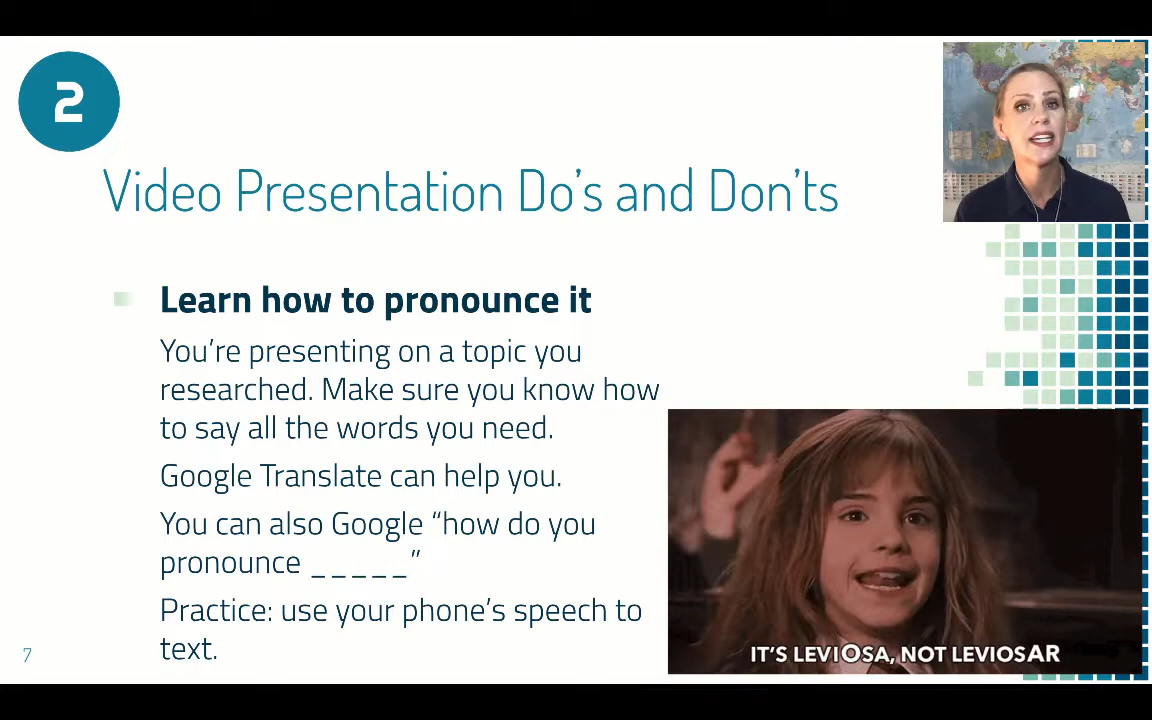 2
Video Presentation Do's and Don'ts
Learn how to pronounce it
You're presenting on a topic you
researched. Make sure you know how
to say all the words you need.
Google Translate can help you.
You can also Google “how do you
pronounce _____”
Practice: use your phone's speech to
text.
7
IT'S LEVIOSA, NOT LEVIOSAR